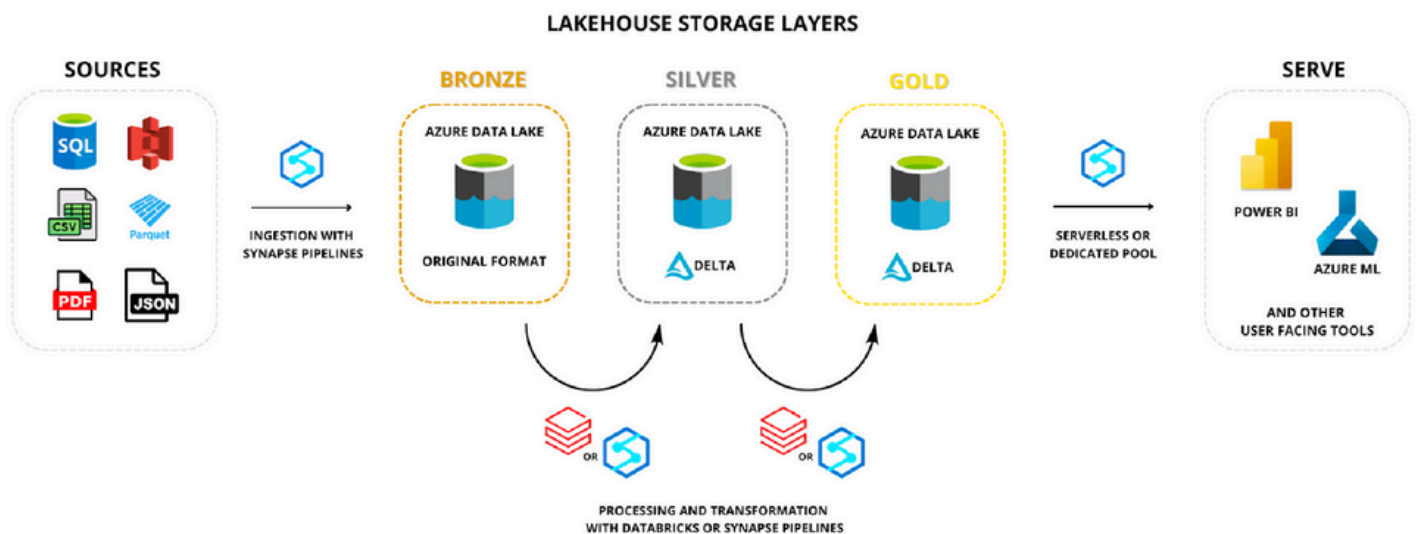 LAKEHOUSE STORAGE LAYERS
SOURCES
SQL
CSV
Parquet
PDF
JSON
INGESTION WITH
SYNAPSE PIPELINES
BRONZE
AZURE DATA LAKE
ORIGINAL FORMAT
SILVER
AZURE DATA LAKE
DELTA
GOLD
AZURE DATA LAKE
DELTA
OR
OR
PROCESSING AND TRANSFORMATION
WITH DATABRICKS OR SYNAPSE PIPELINES
SERVERLESS OR
DEDICATED POOL
SERVE
POWER BI
AZURE ML
AND OTHER
USER FACING TOOLS